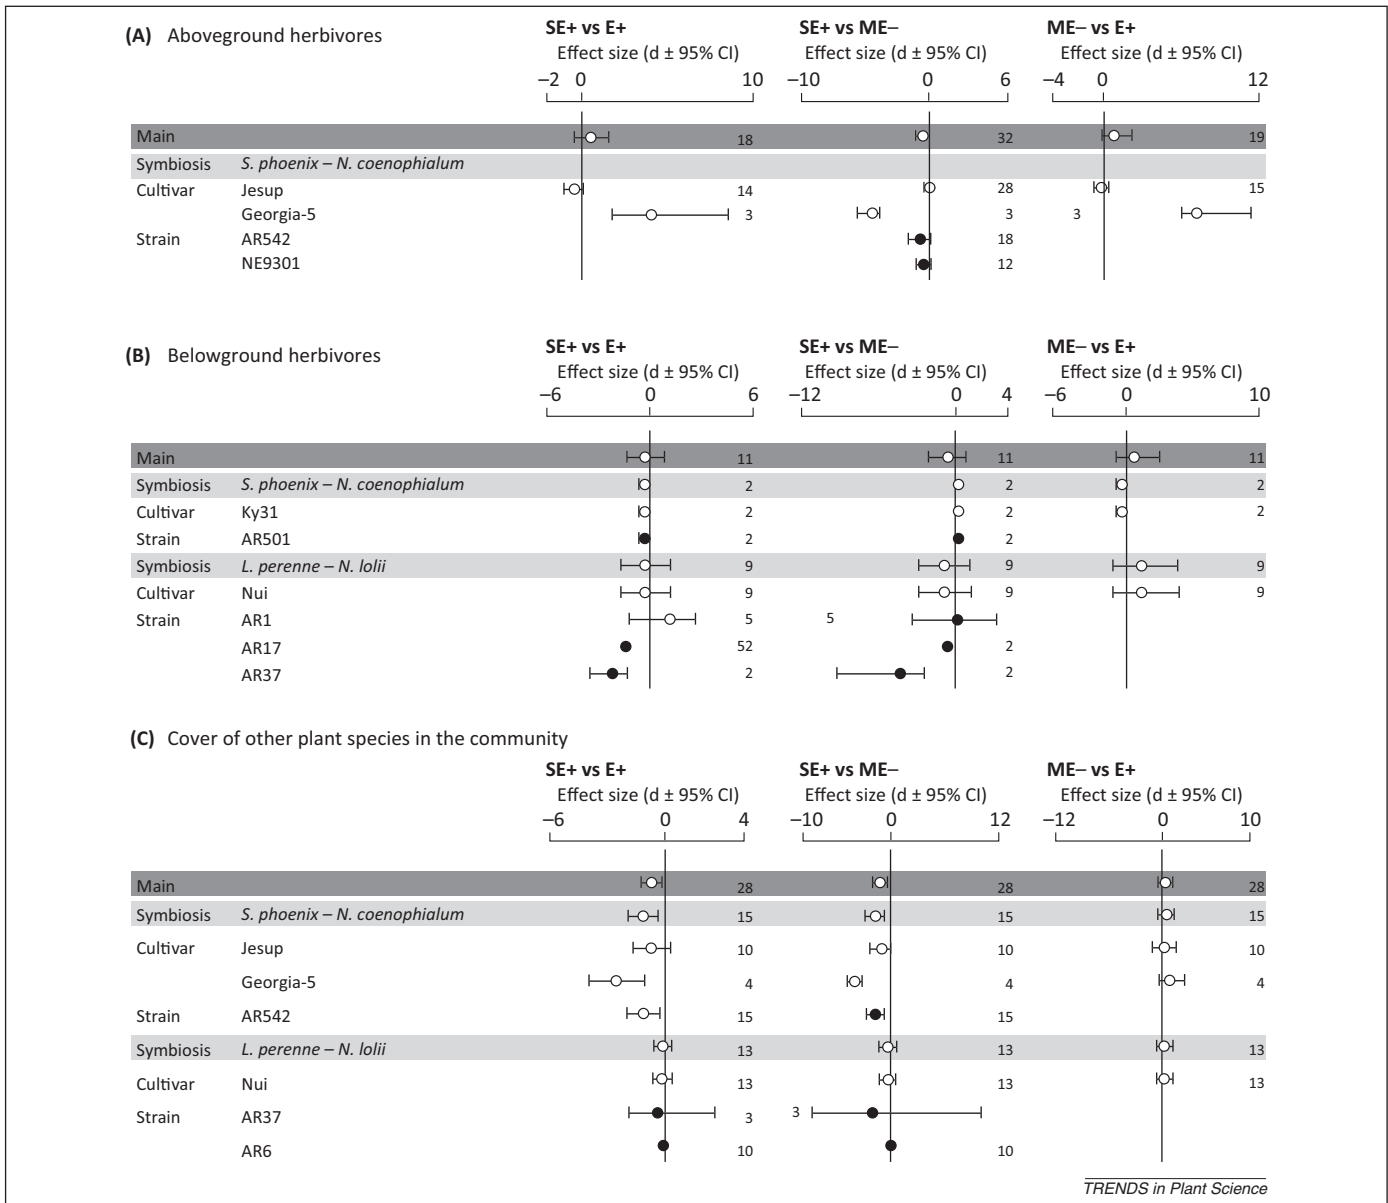 (A) Aboveground herbivores
SE+ vs E+ SE+ vs ME− ME− vs E+
Effect size (d ± 95% CI) Effect size (d ± 95% CI) Effect size (d ± 95% CI)
−2 0 10 −10 0 6 −4 0 12
Main 18 32 19
Symbiosis S. phoenix – N. coenophialum
Cultivar Jesup 14 28 15
Georgia-5 3 3 3
Strain AR542 18
NE9301 12
(B) Belowground herbivores
SE+ vs E+ SE+ vs ME− ME− vs E+
Effect size (d ± 95% CI) Effect size (d ± 95% CI) Effect size (d ± 95% CI)
−6 0 6 −12 0 4 −6 0 10
Main 11 11 11
Symbiosis S. phoenix – N. coenophialum 2 2 2
Cultivar Ky31 2 2 2
Strain AR501 2 2
Symbiosis L. perenne – N. lolii 9 9 9
Cultivar Nui 9 9 9
Strain AR1 5 5
AR17 52 2
AR37 2 2
(C) Cover of other plant species in the community
SE+ vs E+ SE+ vs ME− ME− vs E+
Effect size (d ± 95% CI) Effect size (d ± 95% CI) Effect size (d ± 95% CI)
−6 0 4 −10 0 12 −12 0 10
Main 28 28 28
Symbiosis S. phoenix – N. coenophialum 15 15 15
Cultivar Jesup 10 10 10
Georgia-5 4 4 4
Strain AR542 15 15
Symbiosis L. perenne – N. lolii 13 13 13
Cultivar Nui 13 13 13
Strain AR37 3 3
AR6 10 10
TRENDS in Plant Science